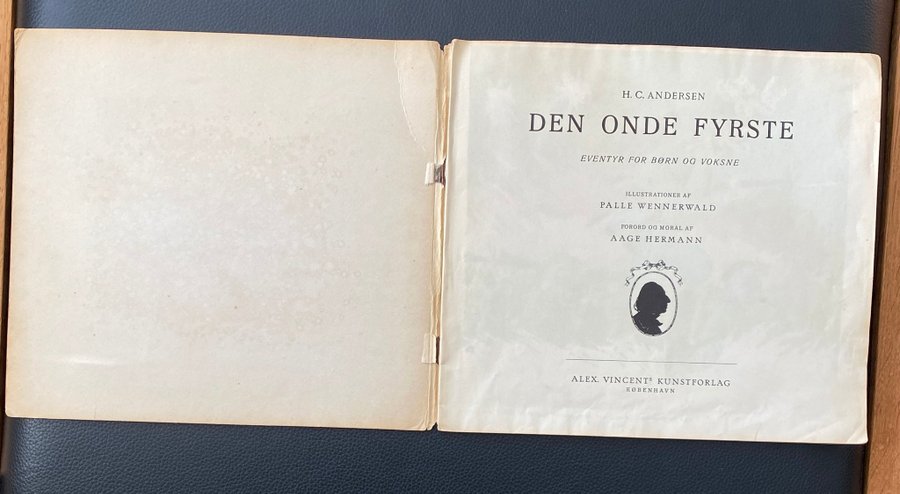 H. C. ANDERSEN
DEN ONDE FYRSTE
EVENTYR FOR BØRN OG VOKSNE
ILLUSTRATIONER AF
PALLE WENNERWALD
FORORD OG MORAL AF
AAGE HERMANN
ALEX. VINCENTS KUNSTFORLAG
KØBENHAVN